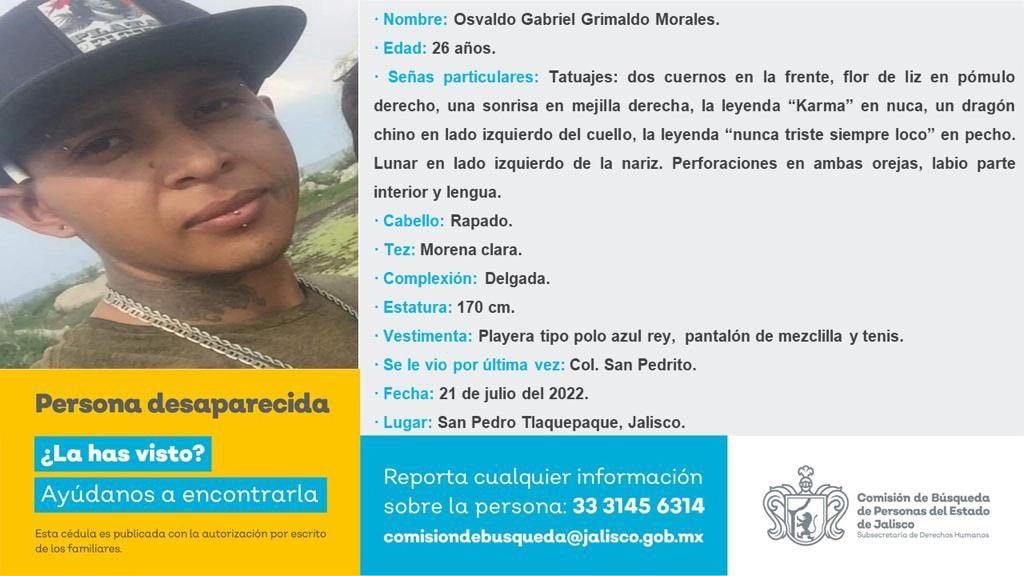 · Nombre: Osvaldo Gabriel Grimaldo Morales.
· Edad: 26 años.
· Señas particulares: Tatuajes: dos cuernos en la frente, flor de liz en pómulo
derecho, una sonrisa en mejilla derecha, la leyenda “Karma” en nuca, un dragón
chino en lado izquierdo del cuello, la leyenda “nunca triste siempre loco” en pecho.
Lunar en lado izquierdo de la nariz. Perforaciones en ambas orejas, labio parte
interior y lengua.
· Cabello: Rapado.
· Tez: Morena clara.
· Complexión: Delgada.
· Estatura: 170 cm.
· Vestimenta: Playera tipo polo azul rey, pantalón de mezclilla y tenis.
· Se le vio por última vez: Col. San Pedrito.
· Fecha: 21 de julio del 2022.
· Lugar: San Pedro Tlaquepaque, Jalisco.
Persona desaparecida
¿La has visto?
Ayúdanos a encontrarla
Esta cédula es publicada con la autorización por escrito
de los familiares.
Reporta cualquier información
sobre la persona: 33 3145 6314
comisiondebusqueda@jalisco.gob.mx
Comisión de Búsqueda
de Personas del Estado
de Jalisco
Subsecretaría de Derechos Humanos